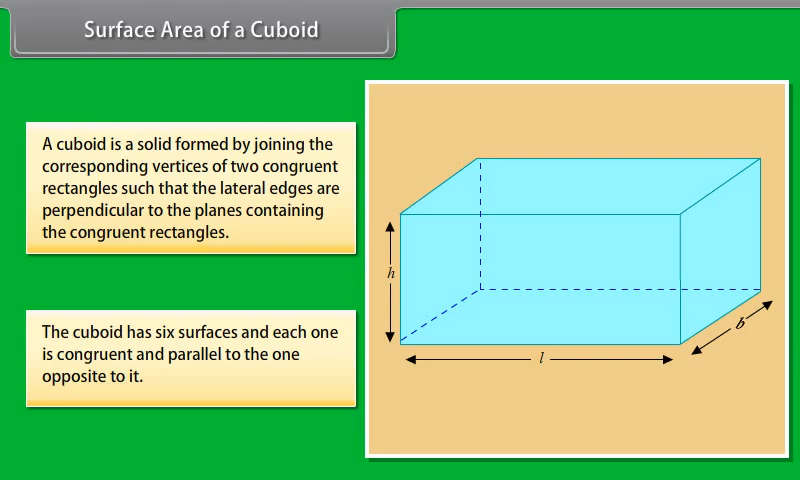 Surface Area of a Cuboid
A cuboid is a solid formed by joining the
corresponding vertices of two congruent
rectangles such that the lateral edges are
perpendicular to the planes containing
the congruent rectangles.
The cuboid has six surfaces and each one
is congruent and parallel to the one
opposite to it.
h
l
b